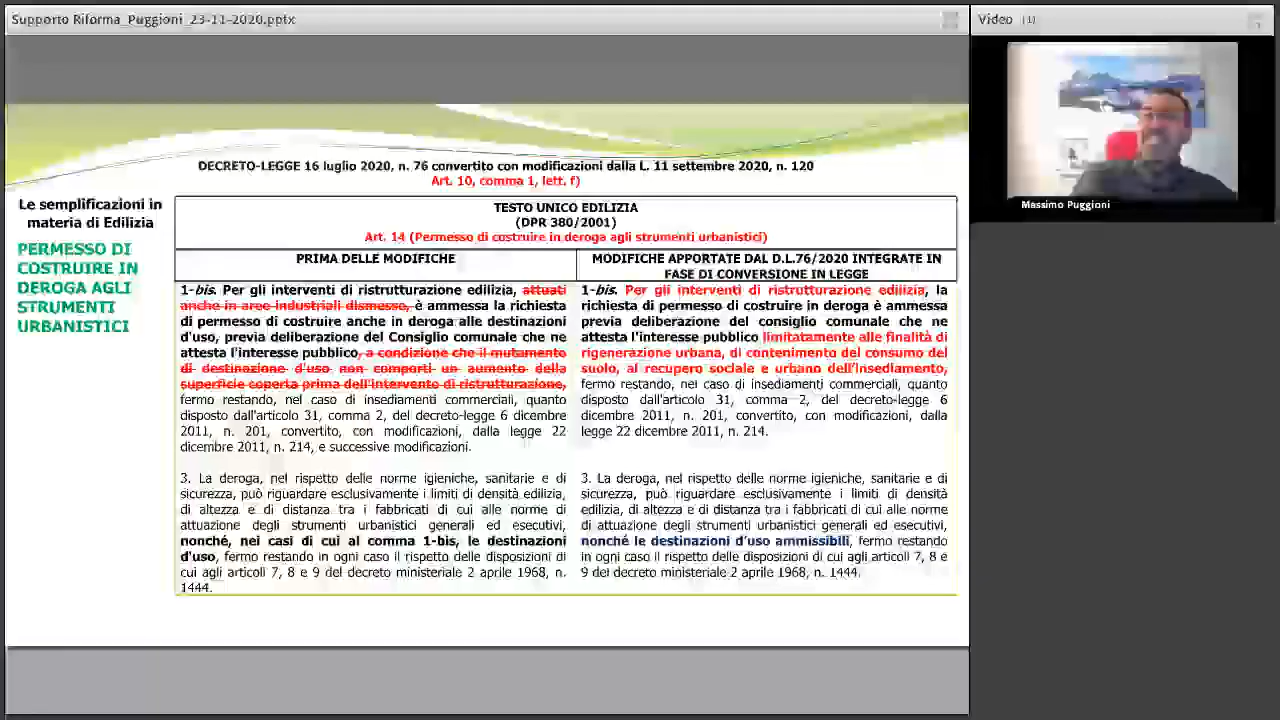 Supporto Riforma_Puggioni_23-11-2020.pptx
Video (1)
Massimo Puggioni
DECRETO-LEGGE 16 luglio 2020, n. 76 convertito con modificazioni dalla L. 11 settembre 2020, n. 120
Art. 10, comma 1, lett. f)
Le semplificazioni in
materia di Edilizia
PERMESSO DI
COSTRUIRE IN
DEROGA AGLI
STRUMENTI
URBANISTICI
TESTO UNICO EDILIZIA
(DPR 380/2001)
Art. 14 (Permesso di costruire in deroga agli strumenti urbanistici)
PRIMA DELLE MODIFICHE
1-bis. Per gli interventi di ristrutturazione edilizia, attuati
anche in aree industriali dismesse, è ammessa la richiesta
di permesso di costruire anche in deroga alle destinazioni
d'uso, previa deliberazione del Consiglio comunale che ne
attesta l'interesse pubblico, a condizione che il mutamento
di destinazione d'uso non comporti un aumento della
superficie coperta prima dell'intervento di ristrutturazione,
fermo restando, nel caso di insediamenti commerciali, quanto
disposto dall'articolo 31, comma 2, del decreto-legge 6 dicembre
2011, n. 201, convertito, con modificazioni, dalla legge 22
dicembre 2011, n. 214, e successive modificazioni.
3. La deroga, nel rispetto delle norme igieniche, sanitarie e di
sicurezza, può riguardare esclusivamente i limiti di densità edilizia,
di altezza e di distanza tra i fabbricati di cui alle norme di
attuazione degli strumenti urbanistici generali ed esecutivi,
nonché, nei casi di cui al comma 1-bis, le destinazioni
d'uso, fermo restando in ogni caso il rispetto delle disposizioni di
cui agli articoli 7, 8 e 9 del decreto ministeriale 2 aprile 1968, n.
1444.
MODIFICHE APPORTATE DAL D.L.76/2020 INTEGRATE IN
FASE DI CONVERSIONE IN LEGGE
1-bis. Per gli interventi di ristrutturazione edilizia, la
richiesta di permesso di costruire in deroga è ammessa
previa deliberazione del consiglio comunale che ne
attesta l'interesse pubblico limitatamente alle finalità di
rigenerazione urbana, di contenimento del consumo del
suolo, al recupero sociale e urbano dell'insediamento,
fermo restando, nel caso di insediamenti commerciali, quanto
disposto dall'articolo 31, comma 2, del decreto-legge 6
dicembre 2011, n. 201, convertito, con modificazioni, dalla
legge 22 dicembre 2011, n. 214.
3. La deroga, nel rispetto delle norme igieniche, sanitarie e di
sicurezza, può riguardare esclusivamente i limiti di densità
edilizia, di altezza e di distanza tra i fabbricati di cui alle norme
di attuazione degli strumenti urbanistici generali ed esecutivi,
nonché le destinazioni d'uso ammissibili, fermo restando
in ogni caso il rispetto delle disposizioni di cui agli articoli 7, 8 e
9 del decreto ministeriale 2 aprile 1968, n. 1444.